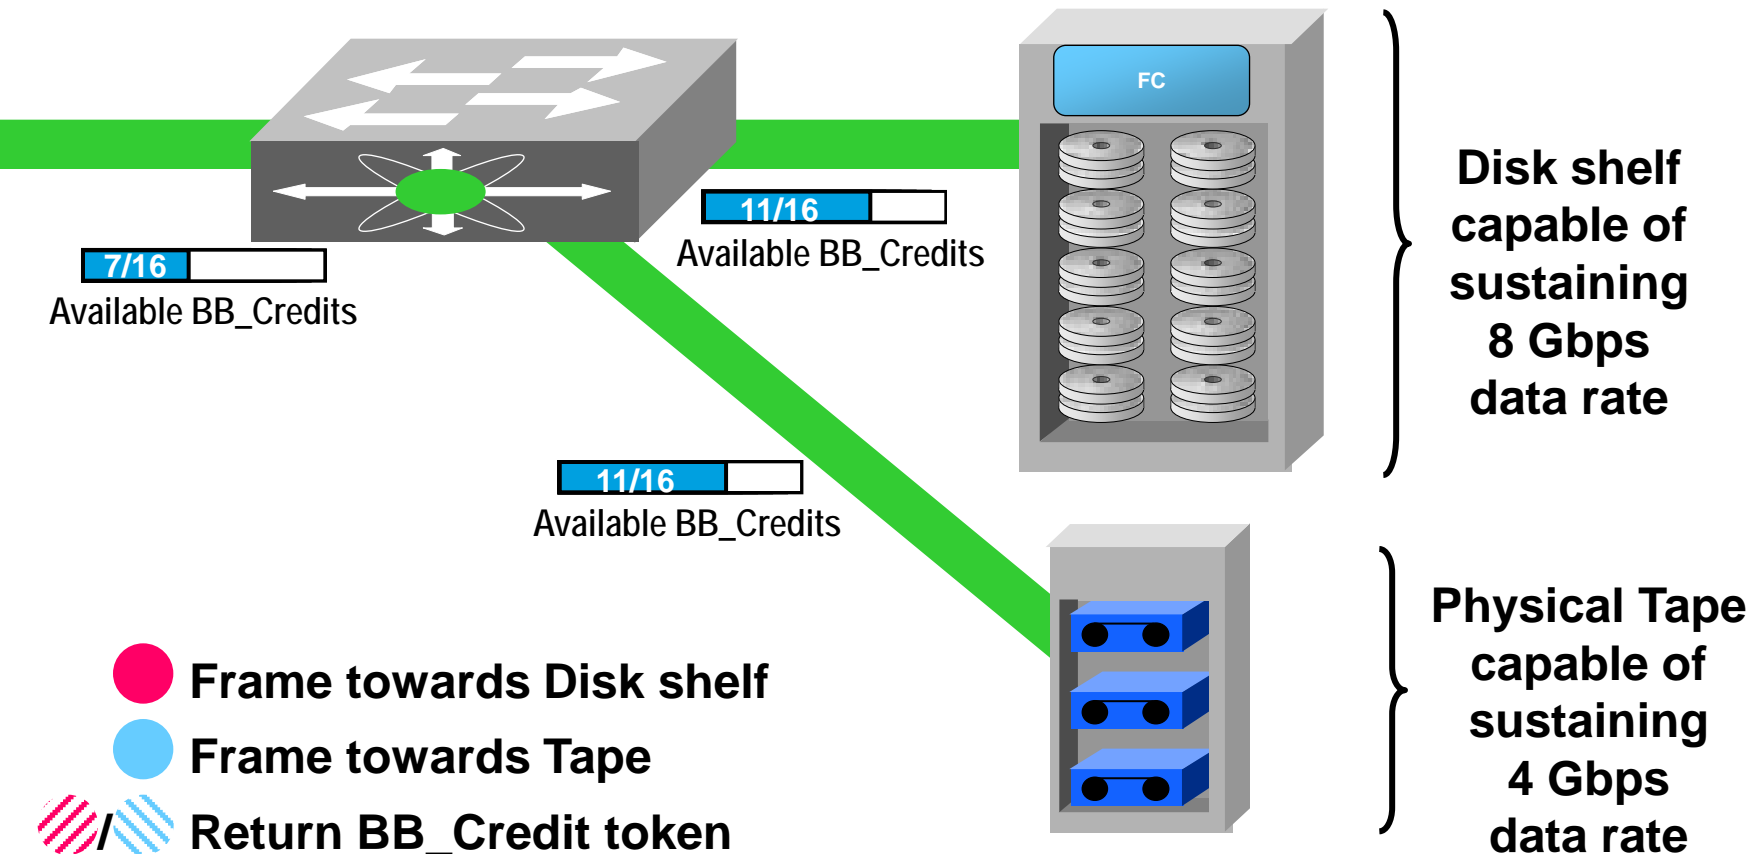 FC
Disk shelf
capable of
sustaining
8 Gbps
data rate
11/16
Available BB_Credits
7/16
Available BB_Credits
11/16
Available BB_Credits
Physical Tape
capable of
sustaining
4 Gbps
data rate
Frame towards Disk shelf
Frame towards Tape
/ Return BB_Credit token